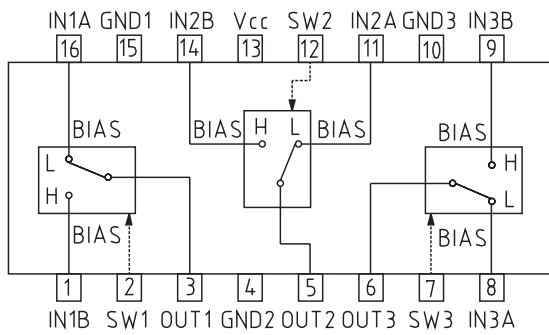 IN1A GND1 IN2B Vcc SW2 IN2A GND3 IN3B
16 15 14 13 12 11 10 9
BIAS BIAS H L BIAS BIAS
L H
H L
BIAS BIAS
1 2 3 4 5 6 7 8
IN1B SW1 OUT1 GND2 OUT2 OUT3 SW3 IN3A